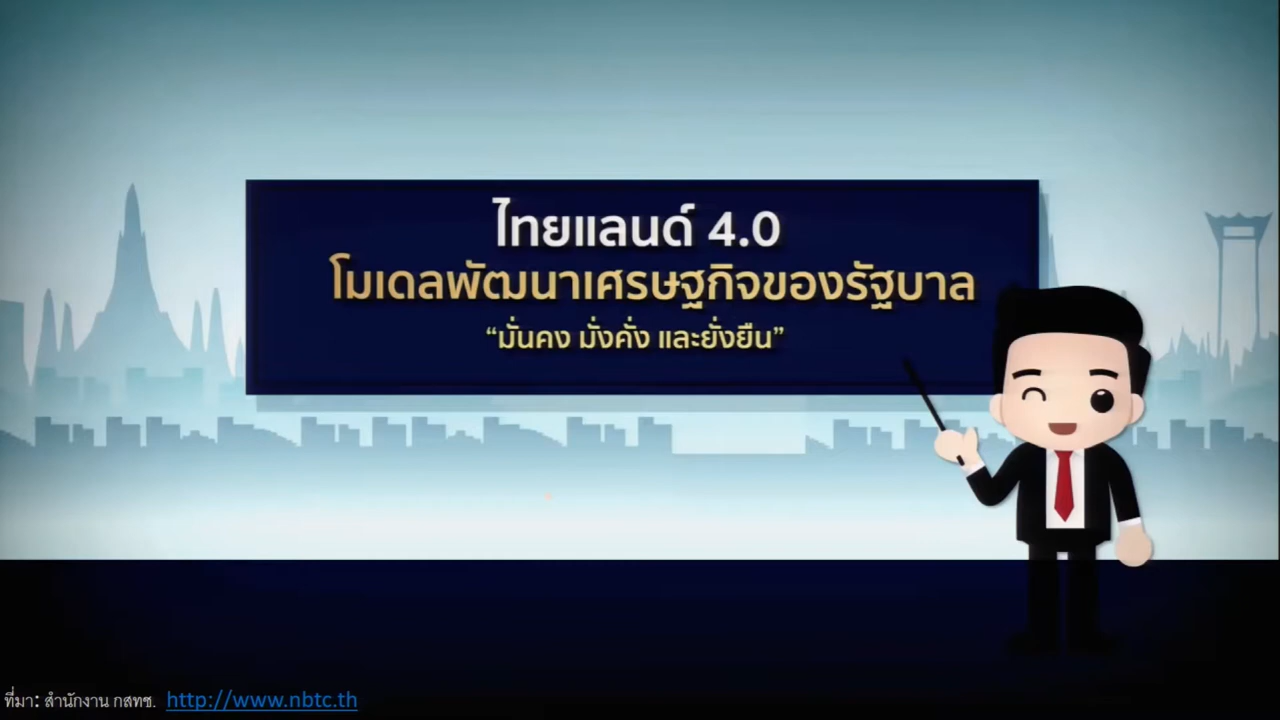 ไทยแลนด์ 4.0
โมเดลพัฒนาเศรษฐกิจของรัฐบาล
“มั่นคง มั่งคั่ง และยั่งยืน”
ที่มา: สำนักงาน กสทช. http://www.nbtc.th